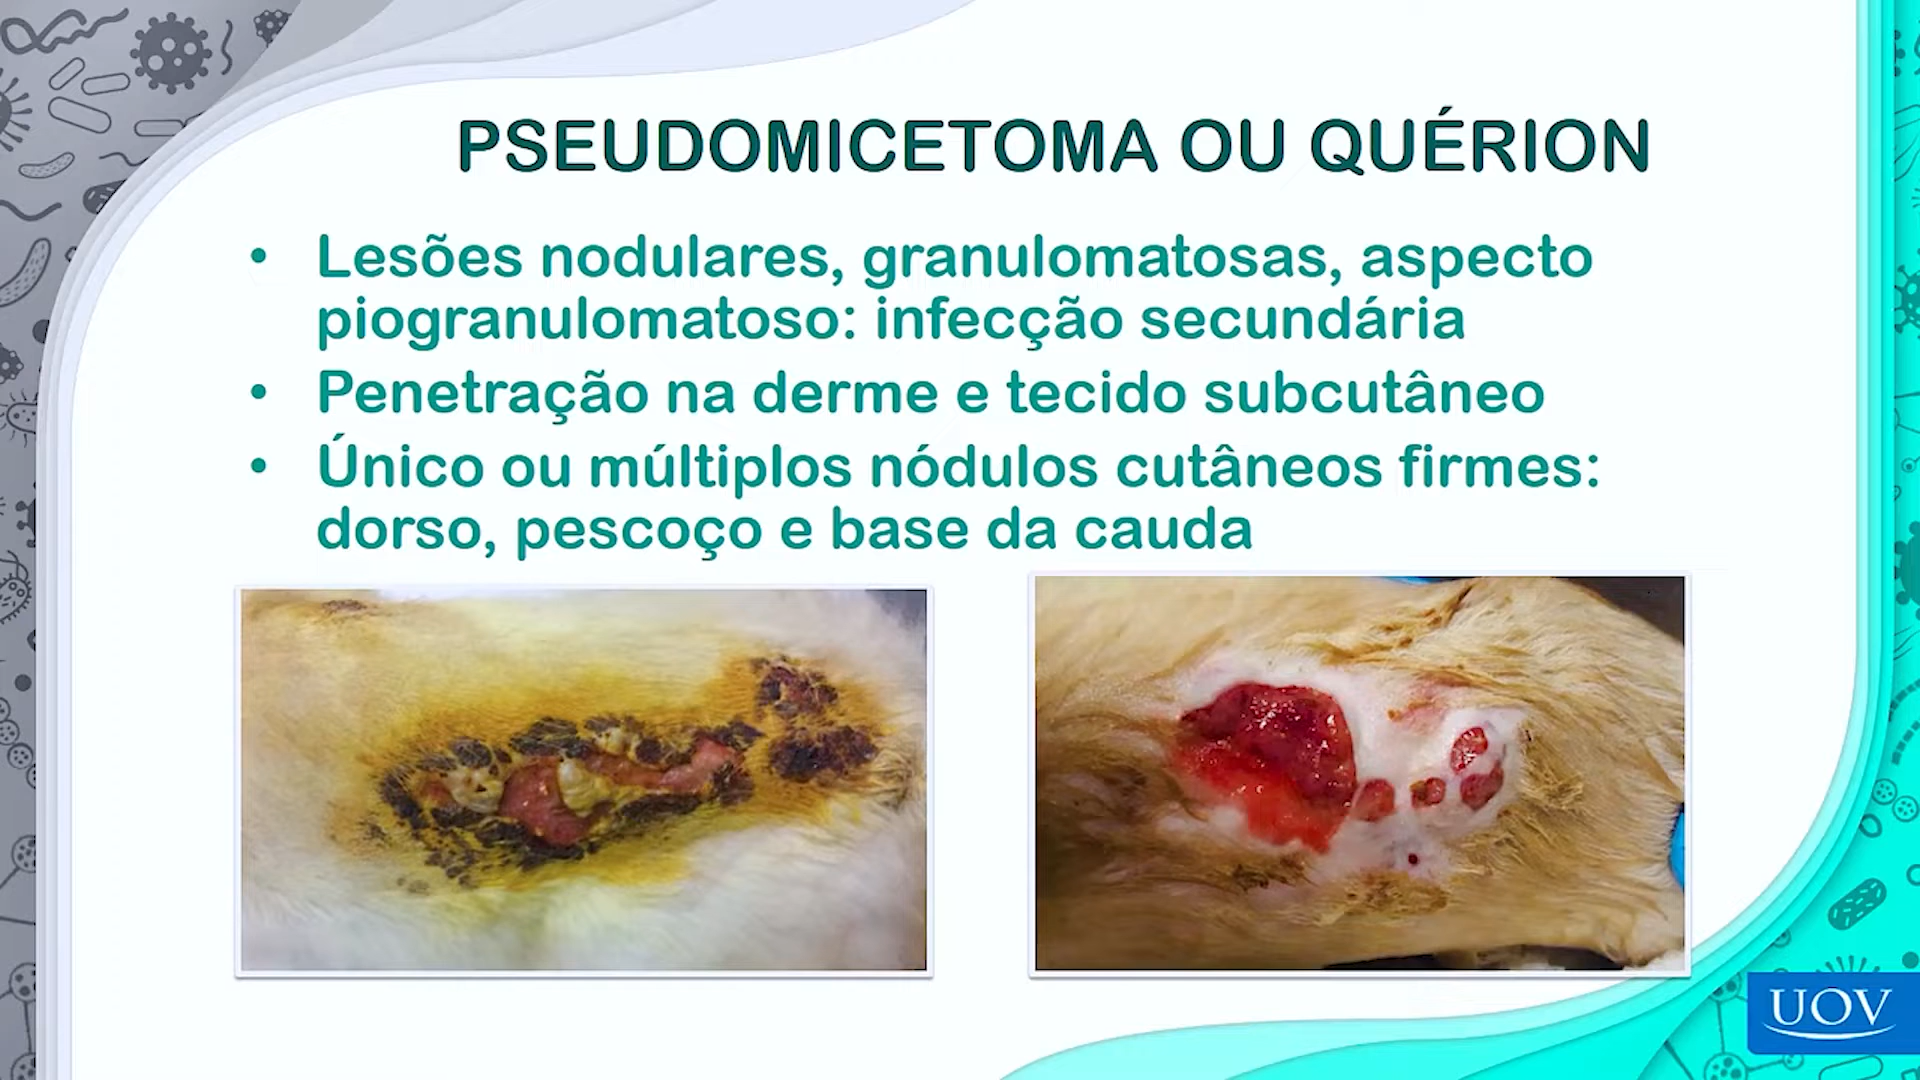 PSEUDOMICETOMA OU QUÉRION
• Lesões nodulares, granulomatosas, aspecto
piogranulomatoso: infecção secundária
• Penetração na derme e tecido subcutâneo
• Único ou múltiplos nódulos cutâneos firmes:
dorso, pescoço e base da cauda
UOV